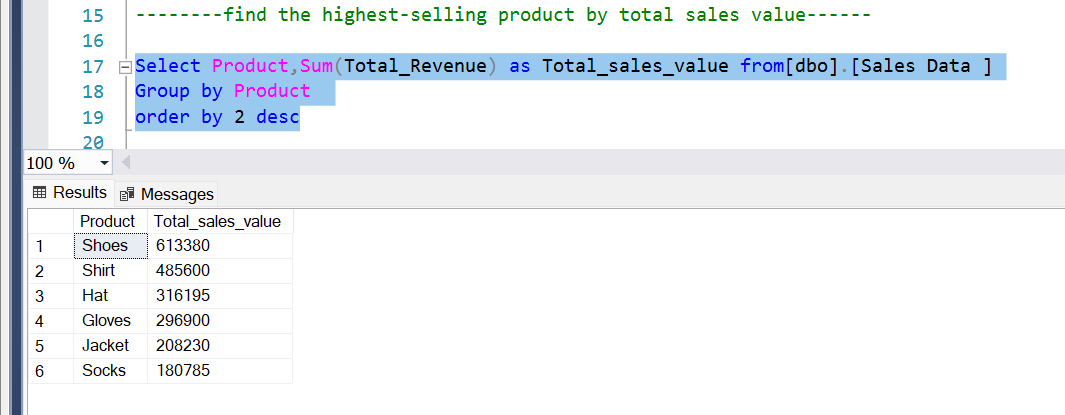 15 --------find the highest-selling product by total sales value------
16
17 Select Product,Sum(Total_Revenue) as Total_sales_value from[dbo].[Sales Data ]
18 Group by Product
19 order by 2 desc
20
100 %
Results Messages
Product Total_sales_value
1 Shoes 613380
2 Shirt 485600
3 Hat 316195
4 Gloves 296900
5 Jacket 208230
6 Socks 180785